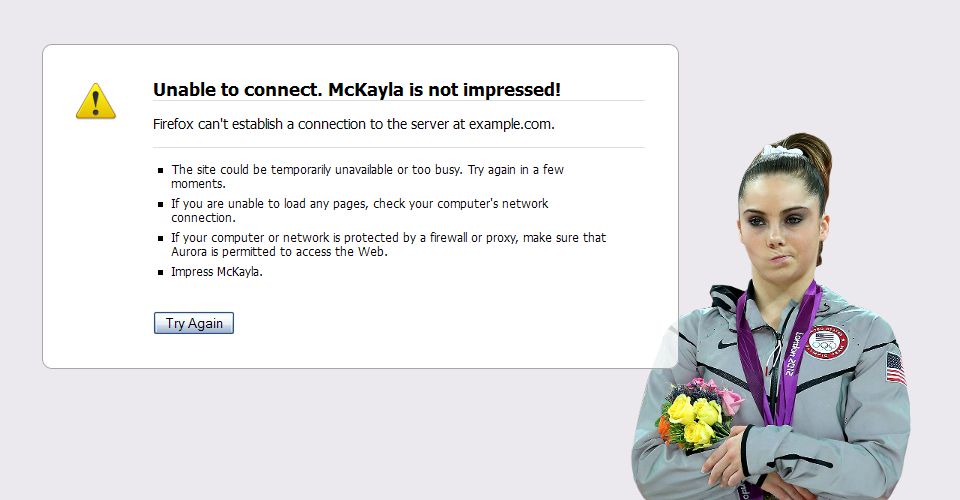 Unable to connect. McKayla is not impressed!
Firefox can't establish a connection to the server at example.com.
The site could be temporarily unavailable or too busy. Try again in a few
moments.
If you are unable to load any pages, check your computer's network
connection.
If your computer or network is protected by a firewall or proxy, make sure that
Aurora is permitted to access the Web.
Impress McKayla.
Try Again
London 2012